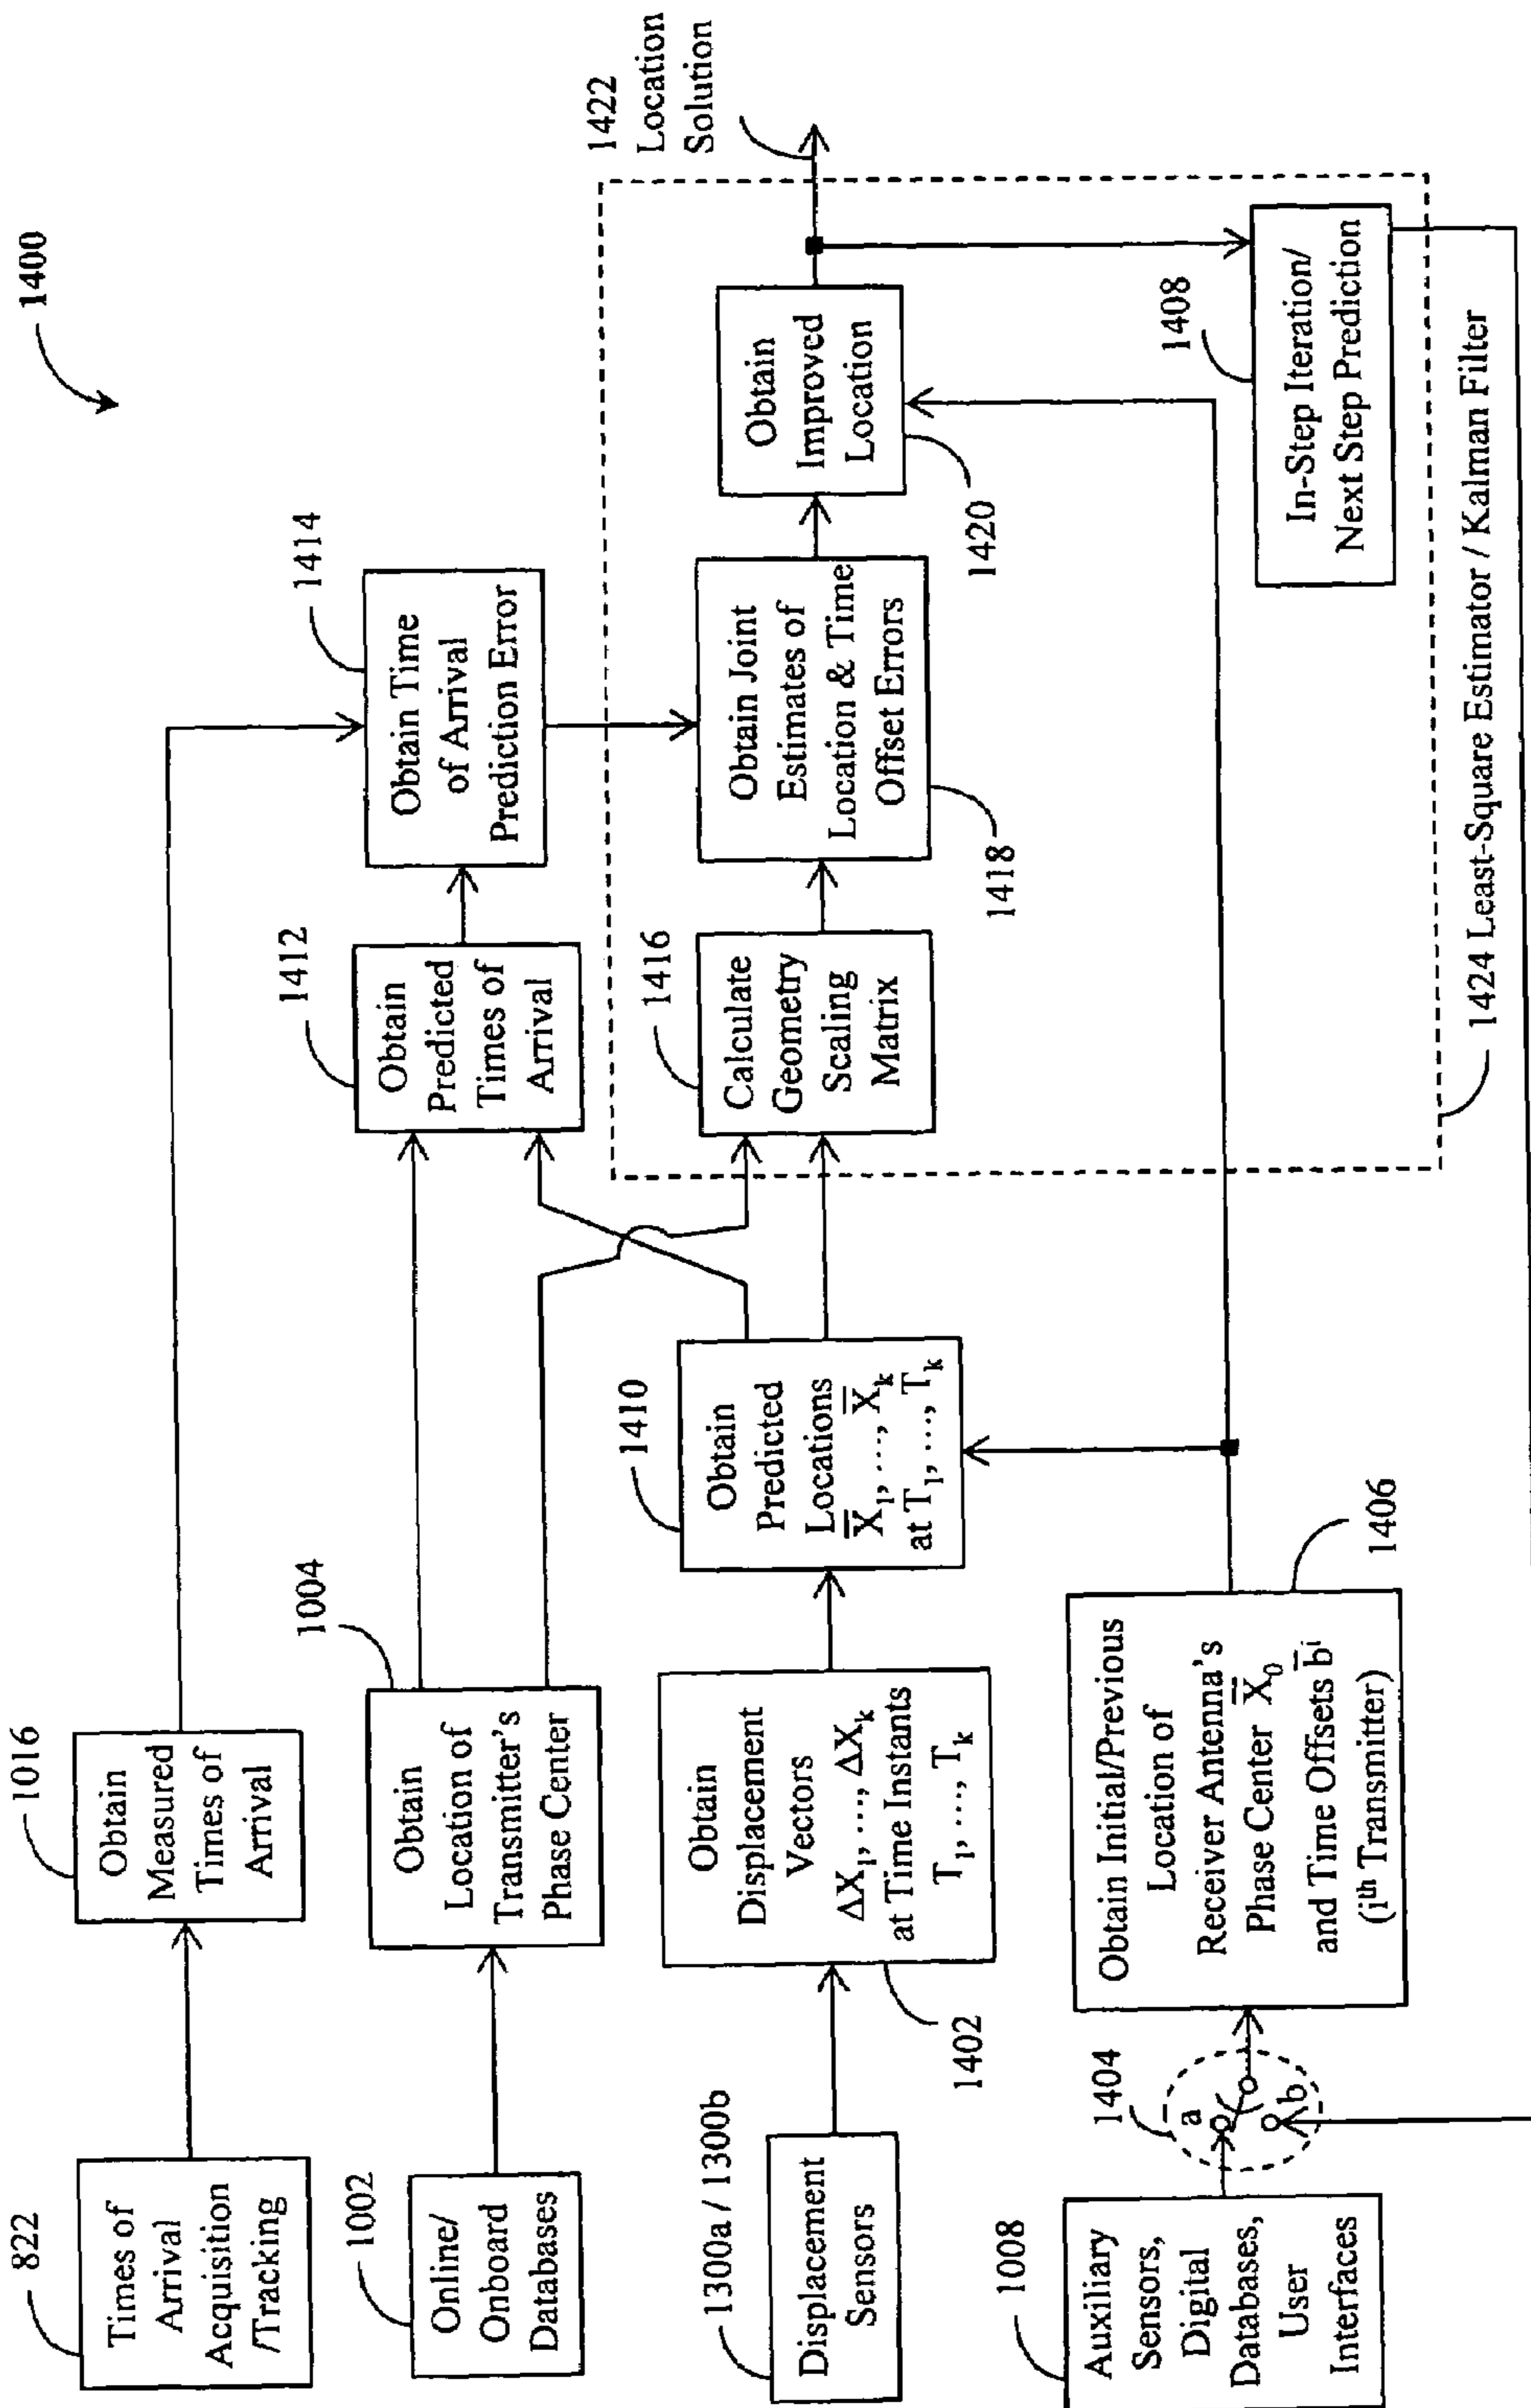 1400
822
Times of
Arrival
Acquisition
/Tracking
1016
Obtain
Measured
Times of
Arrival
1412
Obtain
Predicted
Times of
Arrival
1414
Obtain Time
of Arrival
Prediction Error
1002
Online/
Onboard
Databases
1004
Obtain
Location of
Transmitter's
Phase Center
1300a / 1300b
Displacement
Sensors
Obtain
Displacement
Vectors
ΔX₁, ..., ΔXₖ
at Time Instants
T₁, ..., Tₖ
1402
1410
Obtain
Predicted
Locations
X̅₁, ...., X̅ₖ
at T₁, ..., Tₖ
1416
Calculate
Geometry
Scaling
Matrix
Obtain Joint
Estimates of
Location & Time
Offset Errors
1418
Obtain
Improved
Location
1420
1422
Location
Solution
1008
Auxiliary
Sensors,
Digital
Databases,
User
Interfaces
1404
a
b
Obtain Initial/Previous
Location of
Receiver Antenna's
Phase Center X̿₀
and Time Offsets b̅ⁱ
(iᵗʰ Transmitter)
1406
1408
In-Step Iteration/
Next Step Prediction
1424 Least-Square Estimator / Kalman Filter